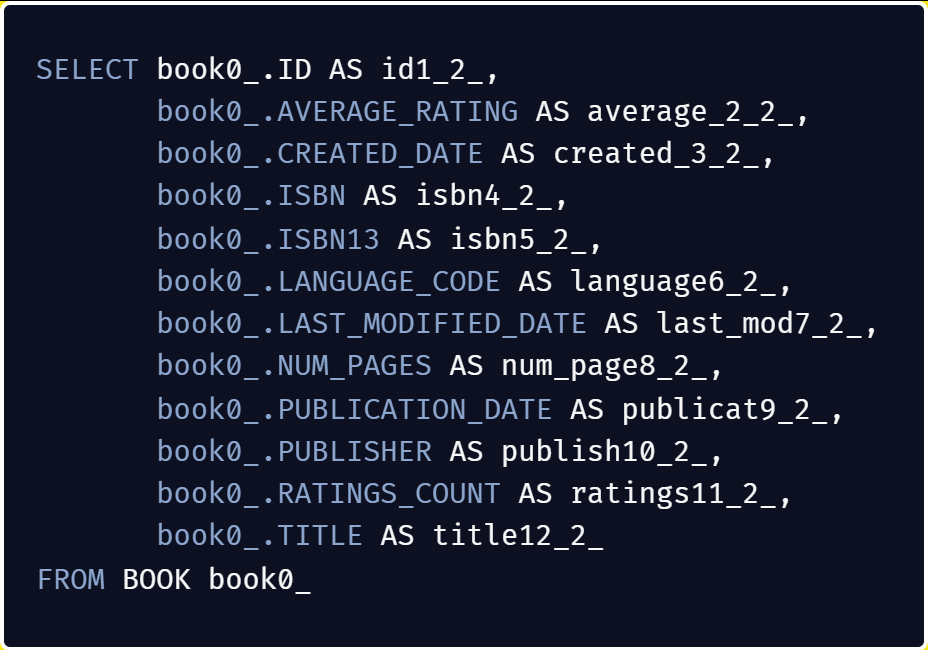 SELECT book0_.ID AS id1_2_,
book0_.AVERAGE_RATING AS average_2_2_,
book0_.CREATED_DATE AS created_3_2_,
book0_.ISBN AS isbn4_2_,
book0_.ISBN13 AS isbn5_2_,
book0_.LANGUAGE_CODE AS language6_2_,
book0_.LAST_MODIFIED_DATE AS last_mod7_2_,
book0_.NUM_PAGES AS num_page8_2_,
book0_.PUBLICATION_DATE AS publicat9_2_,
book0_.PUBLISHER AS publish10_2_,
book0_.RATINGS_COUNT AS ratings11_2_,
book0_.TITLE AS title12_2_
FROM BOOK book0_